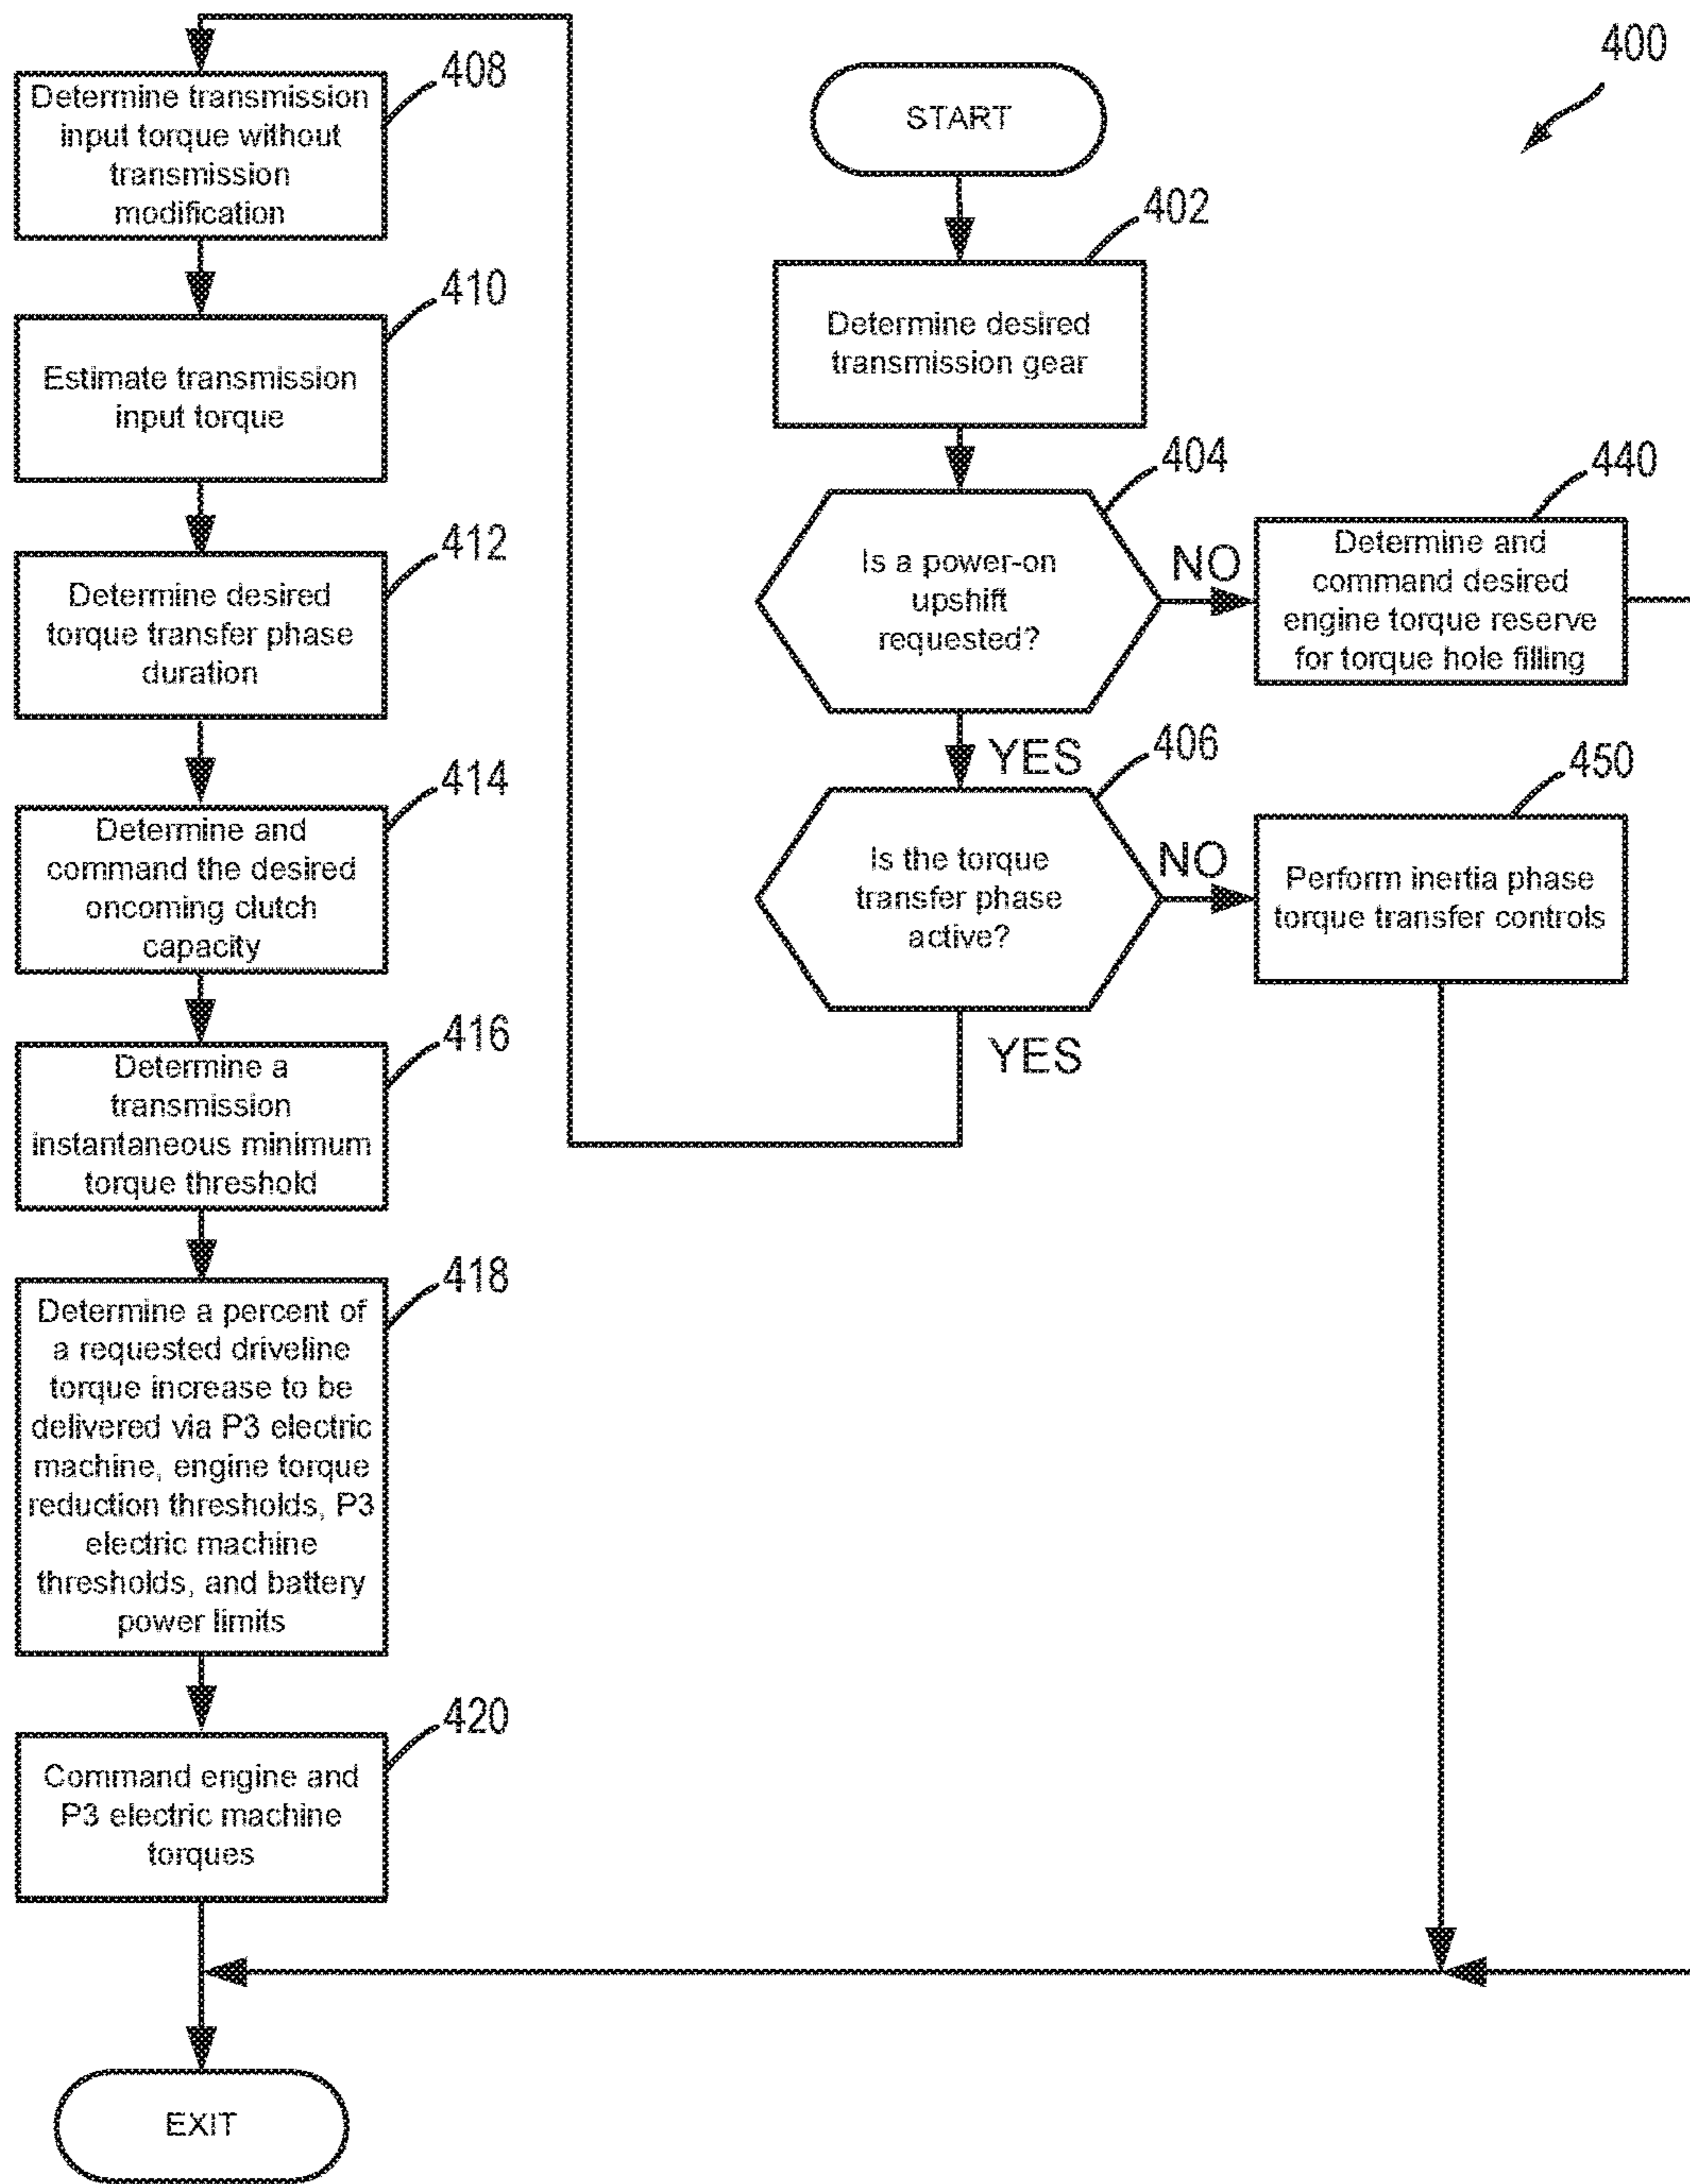 400
START
402
Determine desired
transmission gear
404
Is a power-on
upshift
requested?
NO
440
Determine and
command desired
engine torque reserve
for torque hole filling
YES
406
Is the torque
transfer phase
active?
NO
450
Perform inertia phase
torque transfer controls
YES
408
Determine transmission
input torque without
transmission
modification
410
Estimate transmission
input torque
412
Determine desired
torque transfer phase
duration
414
Determine and
command the desired
oncoming clutch
capacity
416
Determine a
transmission
instantaneous minimum
torque threshold
418
Determine a percent of
a requested driveline
torque increase to be
delivered via P3 electric
machine, engine torque
reduction thresholds, P3
electric machine
thresholds, and battery
power limits
420
Command engine and
P3 electric machine
torques
EXIT